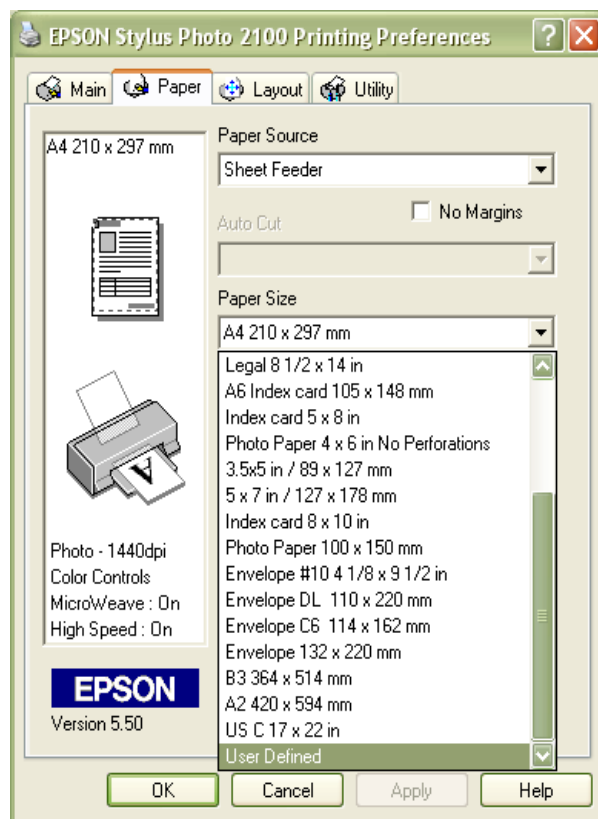 EPSON Stylus Photo 2100 Printing Preferences
Main Paper Layout Utility
A4 210 x 297 mm
Paper Source
Sheet Feeder
Auto Cut
No Margins
Paper Size
A4 210 x 297 mm
Legal 8 1/2 x 14 in
A6 Index card 105 x 148 mm
Index card 5 x 8 in
Photo Paper 4 x 6 in No Perforations
3.5x5 in / 89 x 127 mm
5 x 7 in / 127 x 178 mm
Index card 8 x 10 in
Photo Paper 100 x 150 mm
Envelope #10 4 1/8 x 9 1/2 in
Envelope DL 110 x 220 mm
Envelope C6 114 x 162 mm
Envelope 132 x 220 mm
B3 364 x 514 mm
A2 420 x 594 mm
US C 17 x 22 in
User Defined
A
Photo - 1440dpi
Color Controls
MicroWeave : On
High Speed : On
EPSON
Version 5.50
OK Cancel Apply Help